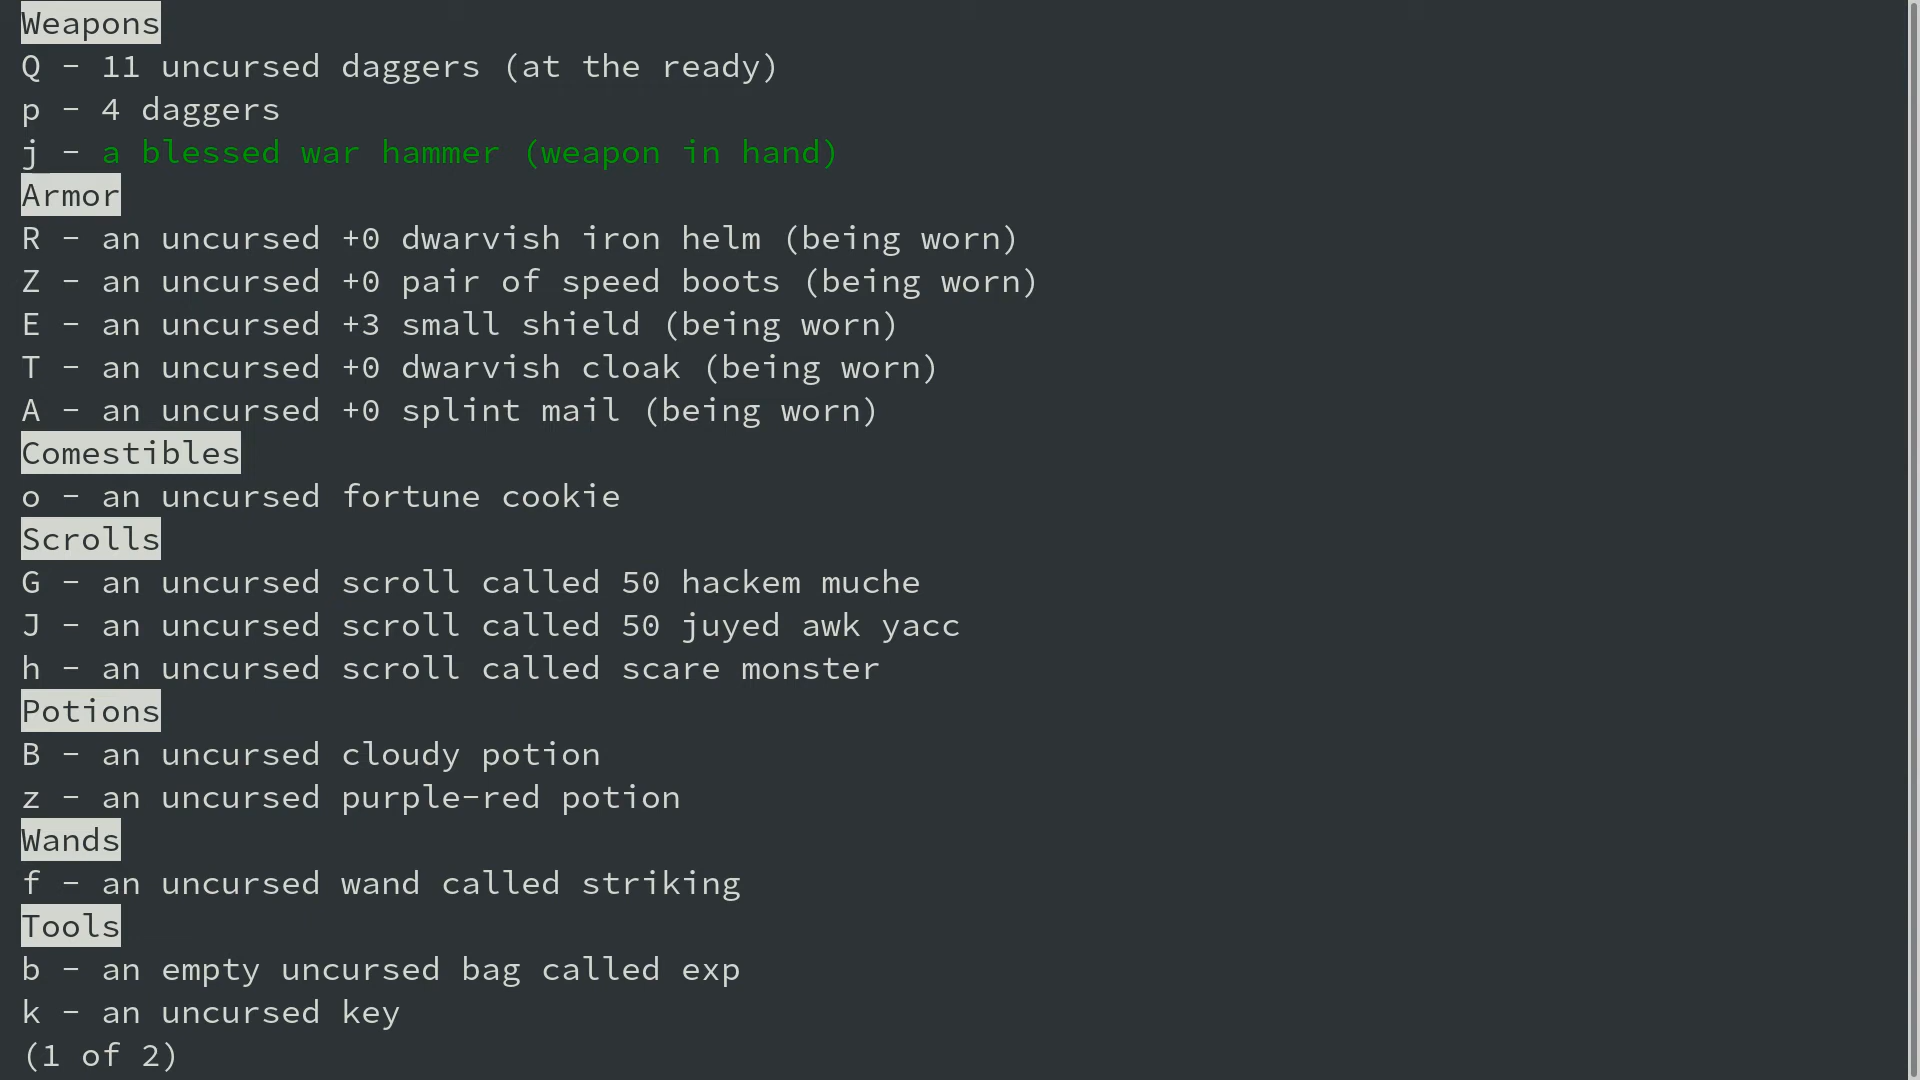 Weapons
Q - 11 uncursed daggers (at the ready)
p - 4 daggers
j - a blessed war hammer (weapon in hand)
Armor
R - an uncursed +0 dwarvish iron helm (being worn)
Z - an uncursed +0 pair of speed boots (being worn)
E - an uncursed +3 small shield (being worn)
T - an uncursed +0 dwarvish cloak (being worn)
A - an uncursed +0 splint mail (being worn)
Comestibles
o - an uncursed fortune cookie
Scrolls
G - an uncursed scroll called 50 hackem muche
J - an uncursed scroll called 50 juyed awk yacc
h - an uncursed scroll called scare monster
Potions
B - an uncursed cloudy potion
z - an uncursed purple-red potion
Wands
f - an uncursed wand called striking
Tools
b - an empty uncursed bag called exp
k - an uncursed key
(1 of 2)